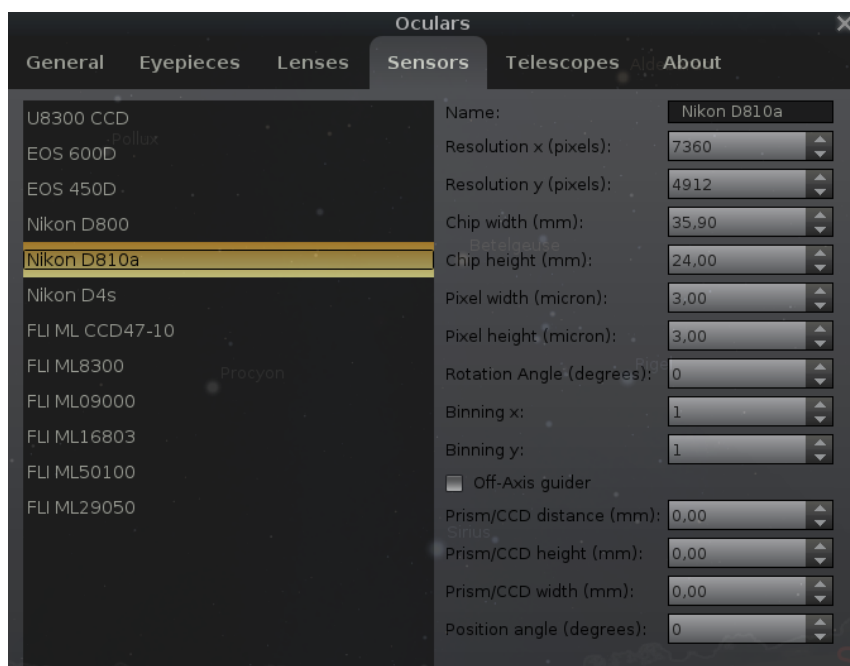 Oculars
General Eyepieces Lenses Sensors Telescopes About
U8300 CCD
Pollux
EOS 600D
EOS 450D
Nikon D800
Nikon D810a
Nikon D4s
FLI ML CCD47-10
FLI ML8300
Procyon
FLI ML09000
FLI ML16803
FLI ML50100
FLI ML29050
Name: Nikon D810a
Resolution x (pixels): 7360
Resolution y (pixels): 4912
Chip width (mm): 35,90
Betelgeuse
Chip height (mm): 24,00
Pixel width (micron): 3,00
Pixel height (micron): 3,00
Rotation Angle (degrees): 0
Binning x: 1
Binning y: 1
Off-Axis guider
Prism/CCD distance (mm): 0,00
Sirius
Prism/CCD height (mm): 0,00
Prism/CCD width (mm): 0,00
Position angle (degrees): 0